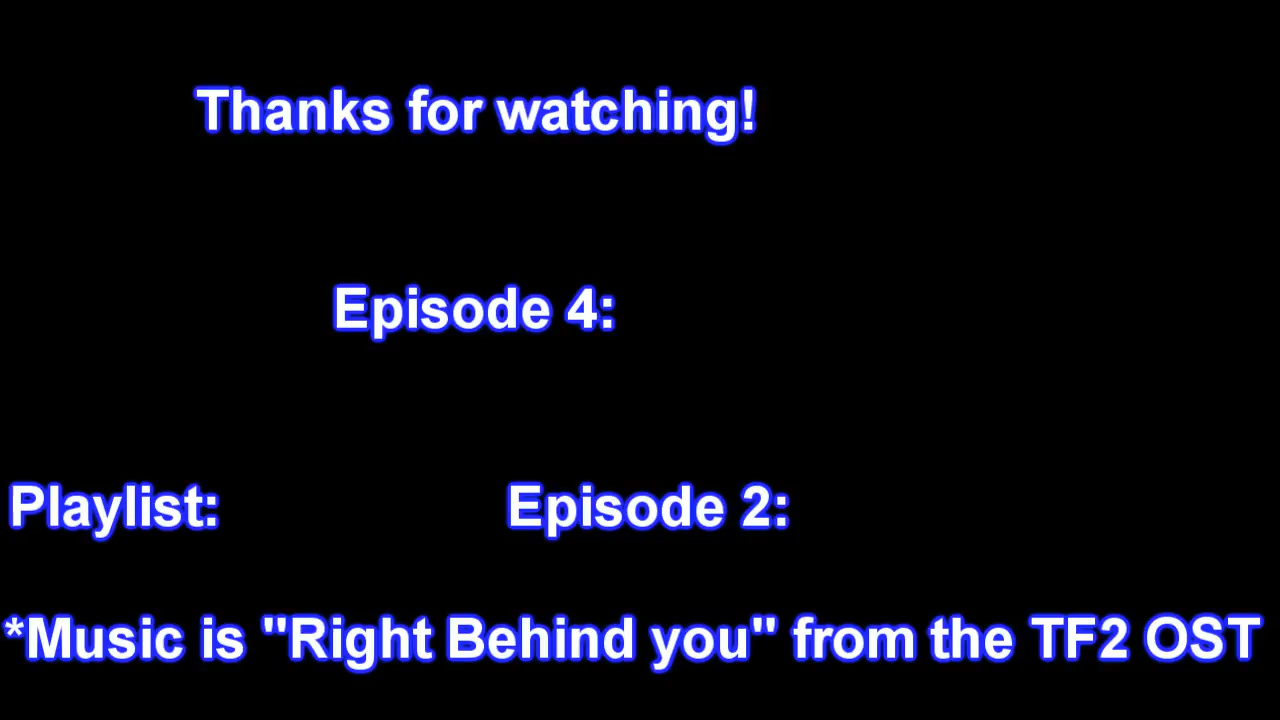 Thanks for watching!
Episode 4:
Playlist: Episode 2:
*Music is "Right Behind you" from the TF2 OST